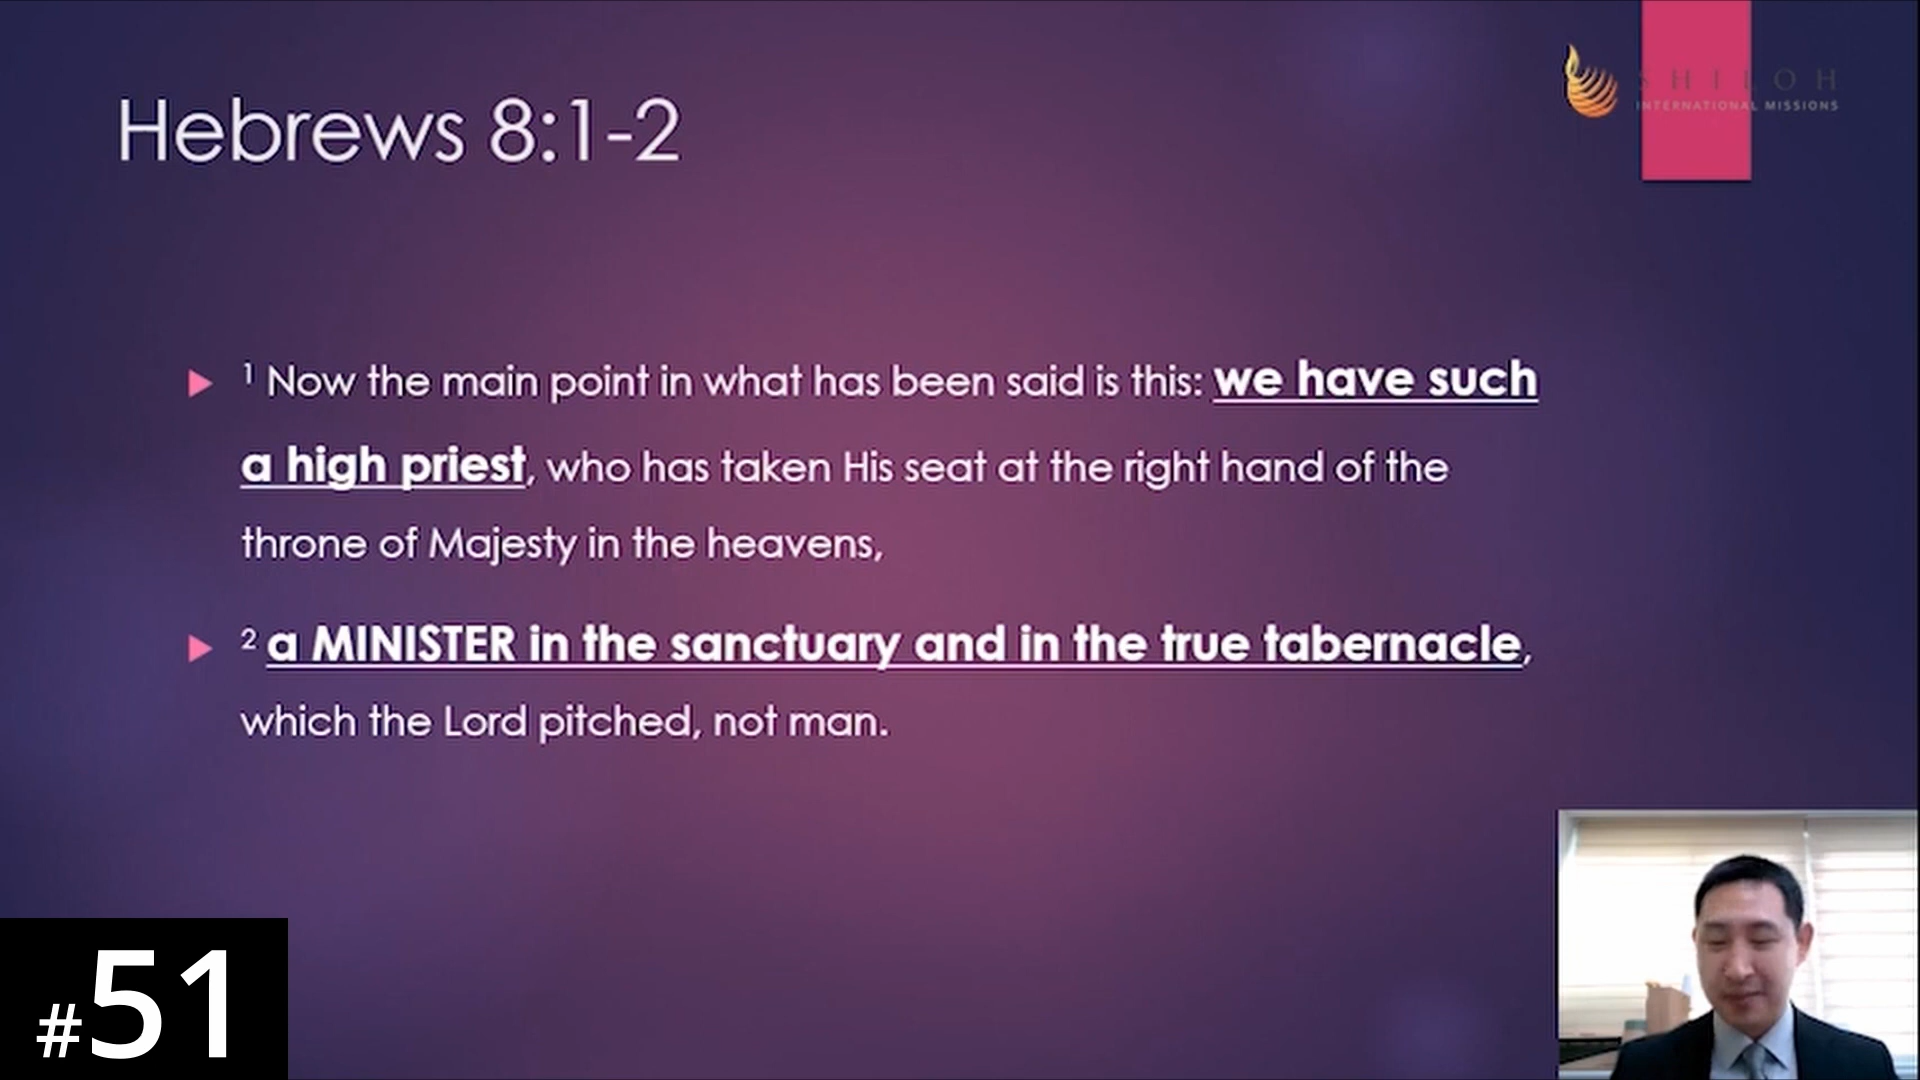 Hebrews 8:1-2
SHILOH
INTERNATIONAL MISSIONS
1 Now the main point in what has been said is this: we have such
a high priest, who has taken His seat at the right hand of the
throne of Majesty in the heavens,
2 a MINISTER in the sanctuary and in the true tabernacle,
which the Lord pitched, not man.
#51